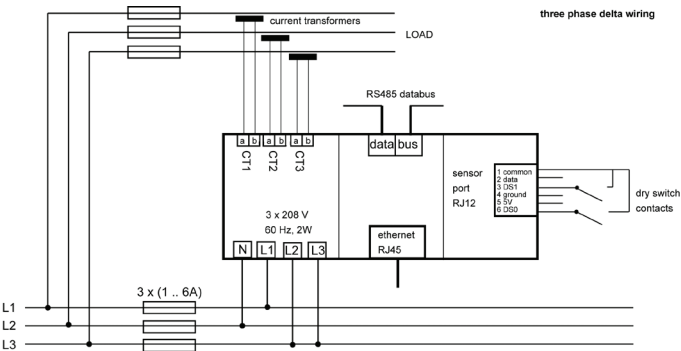 three phase delta wiring
current transformers
LOAD
RS485 databus
a b a b a b
CT1 CT2 CT3
data bus
sensor
port
RJ12
1 common
2 data
3 DS1
4 ground
5 5V
6 DS0
dry switch
contacts
3 x 208 V
60 Hz, 2W
ethernet
RJ45
N L1 L2 L3
3 x (1 .. 6A)
L1
L2
L3